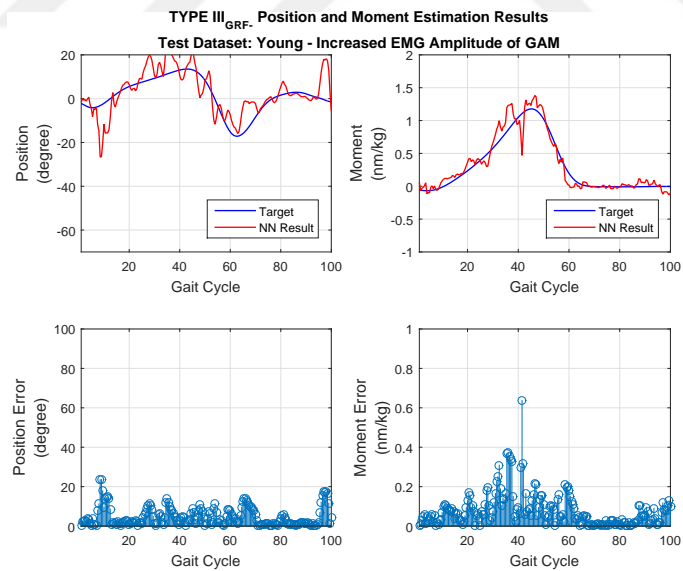 TYPE III GRF- Position and Moment Estimation Results
Test Dataset: Young - Increased EMG Amplitude of GAM
20
0
-20
-40
-60
Position
(degree)
Target
NN Result
20 40 60 80 100
Gait Cycle
2
1.5
1
0.5
0
-0.5
-1
Moment
(nm/kg)
Target
NN Result
20 40 60 80 100
Gait Cycle
100
80
60
40
20
0
Position Error
(degree)
20 40 60 80 100
Gait Cycle
1
0.8
0.6
0.4
0.2
0
Moment Error
(nm/kg)
20 40 60 80 100
Gait Cycle